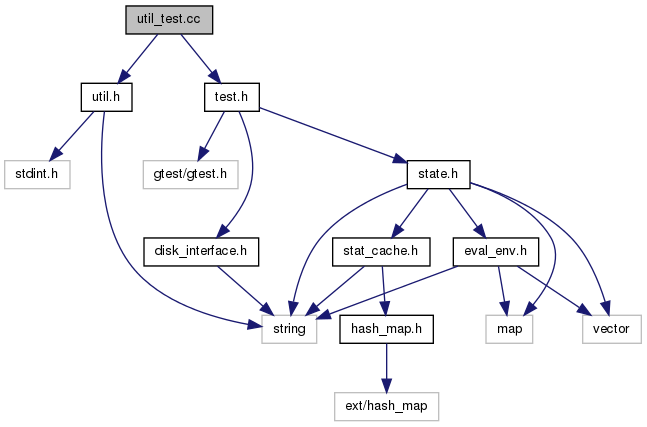 util_test.cc
util.h
test.h
stdint.h
gtest/gtest.h
state.h
disk_interface.h
stat_cache.h
eval_env.h
string
hash_map.h
map
vector
ext/hash_map